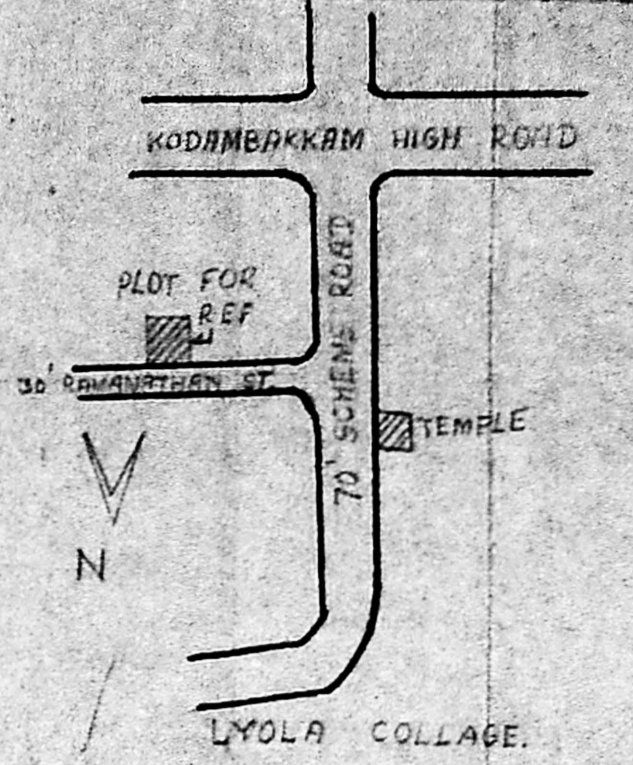 KODAMBAKKAM HIGH ROAD
PLOT FOR
REF
70' SCHEME ROAD
30' RAMANATHAN ST.
TEMPLE
N
LYOLA COLLAGE.